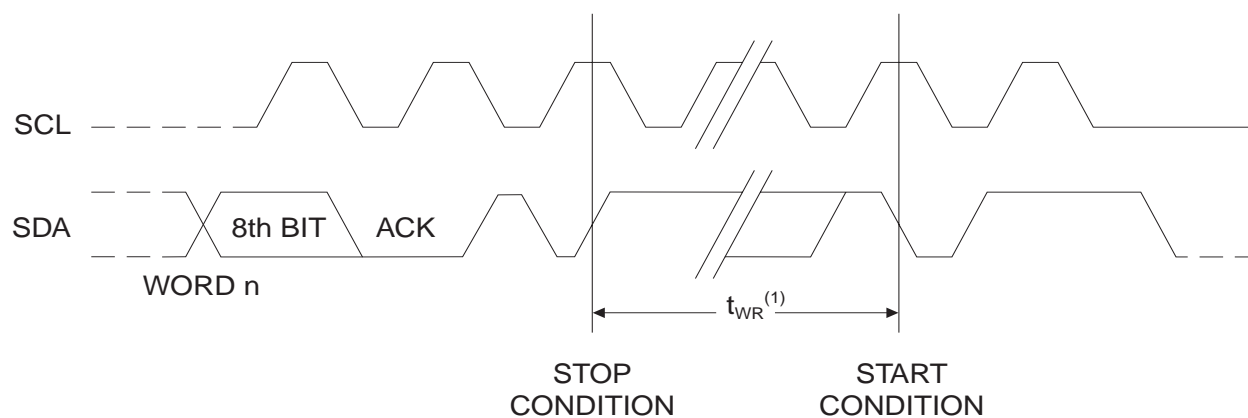 SCL
SDA
8th BIT
ACK
WORD n
tWR(1)
STOP
CONDITION
START
CONDITION